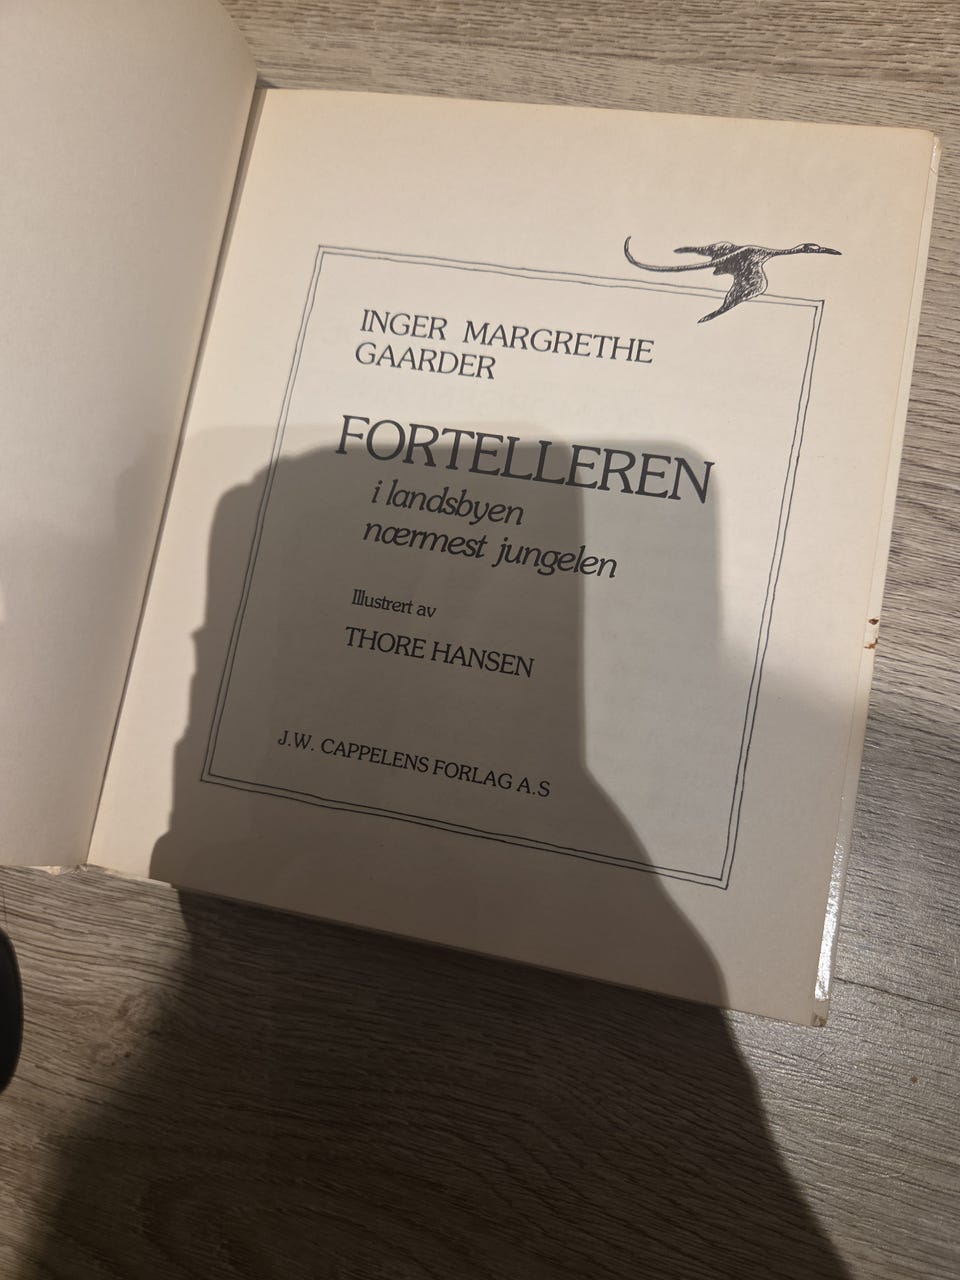 INGER MARGRETHE
GAARDER
FORTELLEREN
i landsbyen
nærmest jungelen
Illustrert av
THORE HANSEN
J.W. CAPPELENS FORLAG A.S